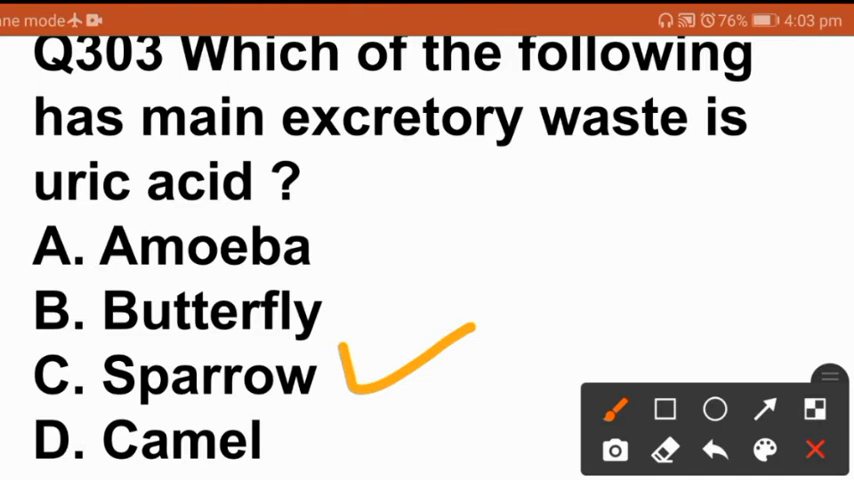 ne mode 76% 4:03 pm
Q303 Which of the following
has main excretory waste is
uric acid ?
A. Amoeba
B. Butterfly
C. Sparrow
D. Camel